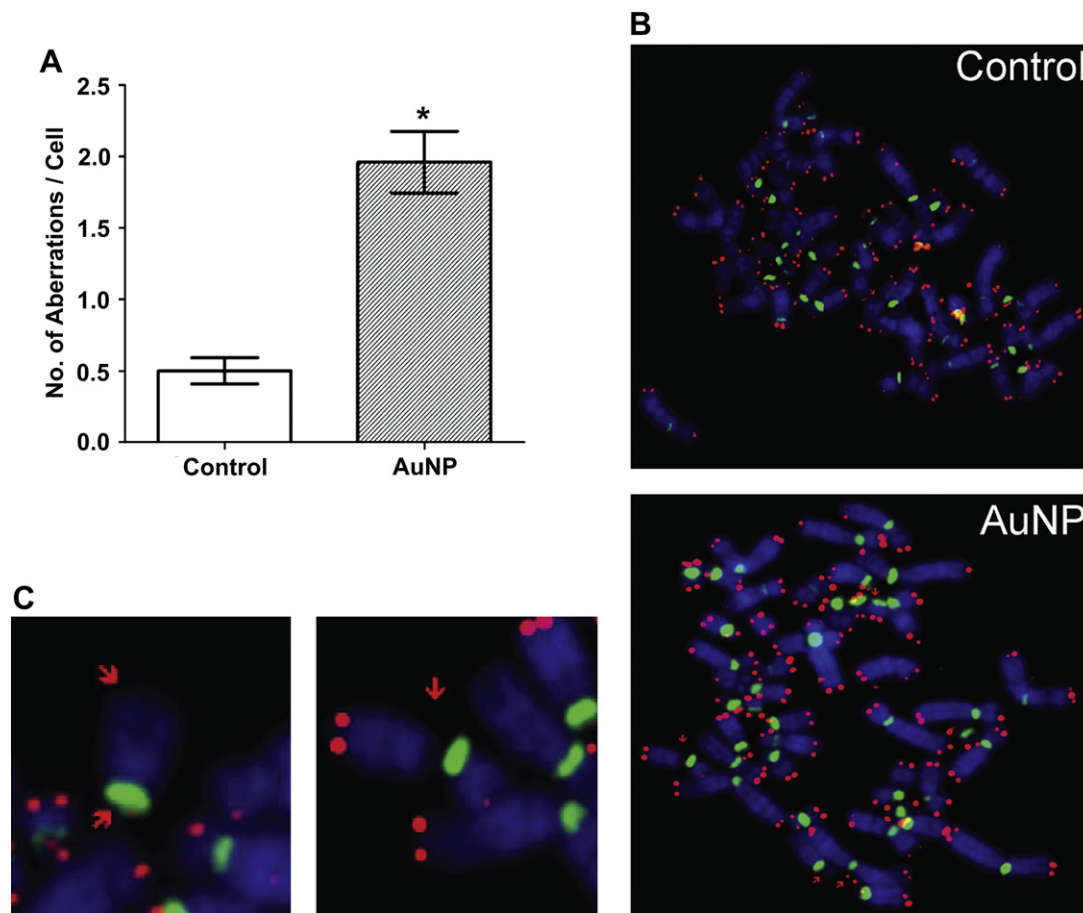 A
No. of Aberrations / Cell
2.5
2.0
1.5
1.0
0.5
0.0
*
Control
AuNP
B
Control
AuNP
C